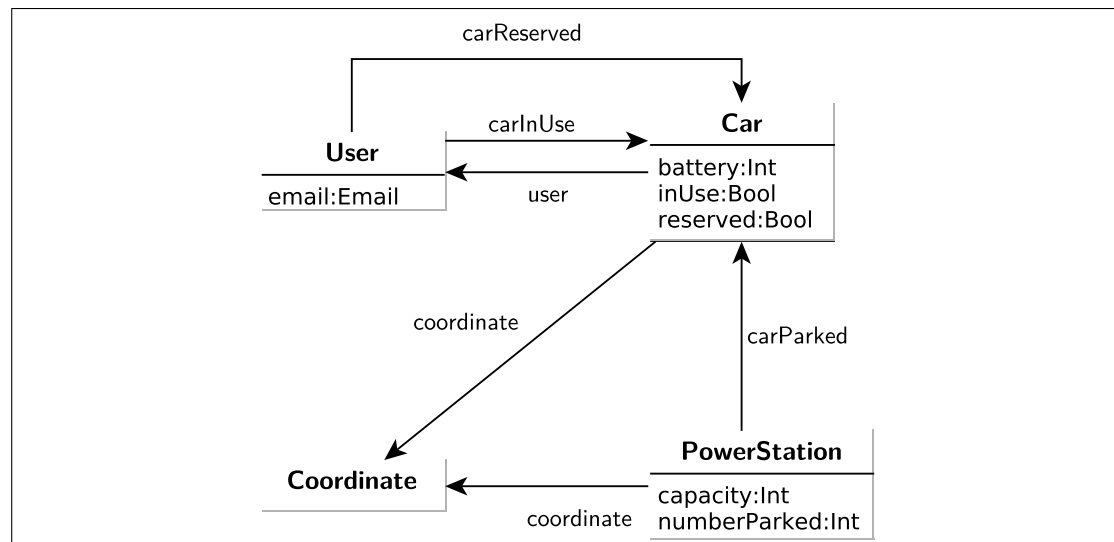 carReserved
User
email:Email
carInUse
user
Car
battery:Int
inUse:Bool
reserved:Bool
coordinate
carParked
Coordinate
coordinate
PowerStation
capacity:Int
numberParked:Int